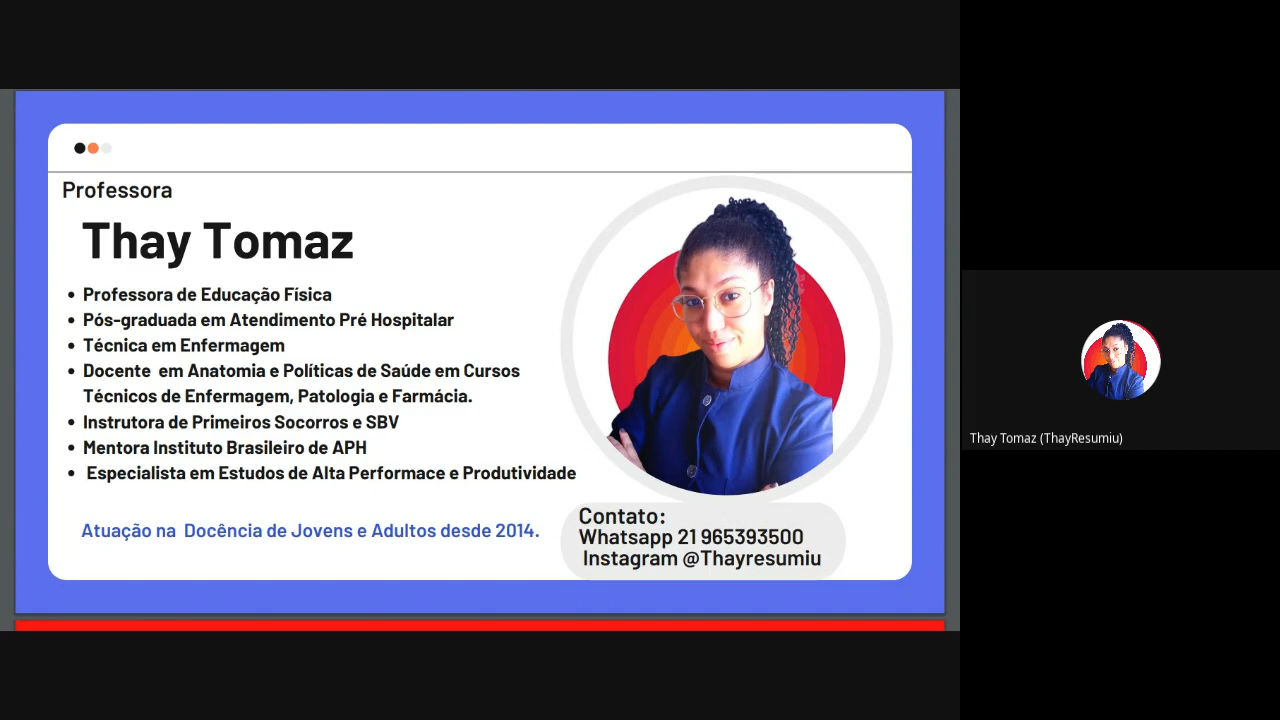 Professora
Thay Tomaz
• Professora de Educação Física
• Pós-graduada em Atendimento Pré Hospitalar
• Técnica em Enfermagem
• Docente em Anatomia e Políticas de Saúde em Cursos
Técnicos de Enfermagem, Patologia e Farmácia.
• Instrutora de Primeiros Socorros e SBV
• Mentora Instituto Brasileiro de APH
• Especialista em Estudos de Alta Performace e Produtividade
Atuação na Docência de Jovens e Adultos desde 2014.
Contato:
Whatsapp 21 965393500
Instagram @Thayresumiu
Thay Tomaz (ThayResumiu)